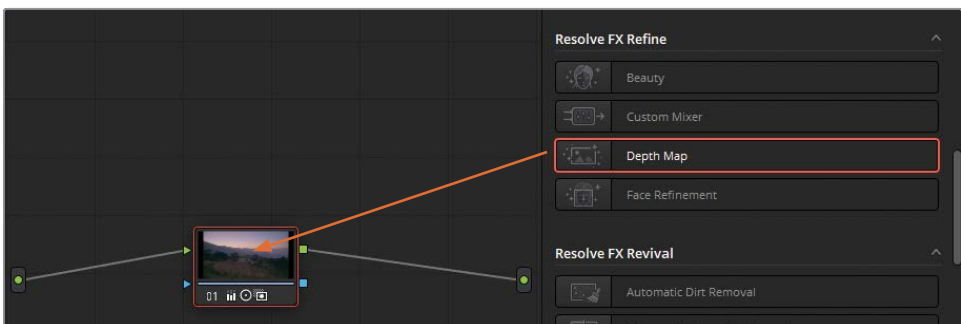 Resolve FX Refine
Beauty
Custom Mixer
Depth Map
Face Refinement
01
Resolve FX Revival
Automatic Dirt Removal